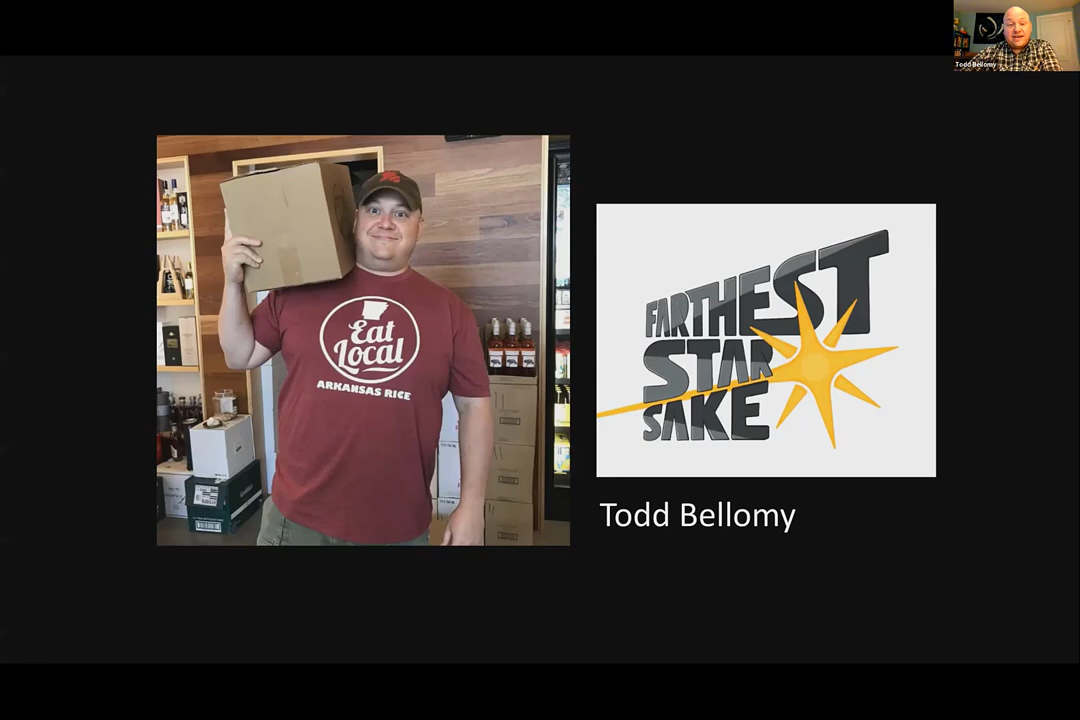 Todd Bellomy
Eat
Local
ARKANSAS RICE
FARTHEST
STAR
SAKE
Todd Bellomy